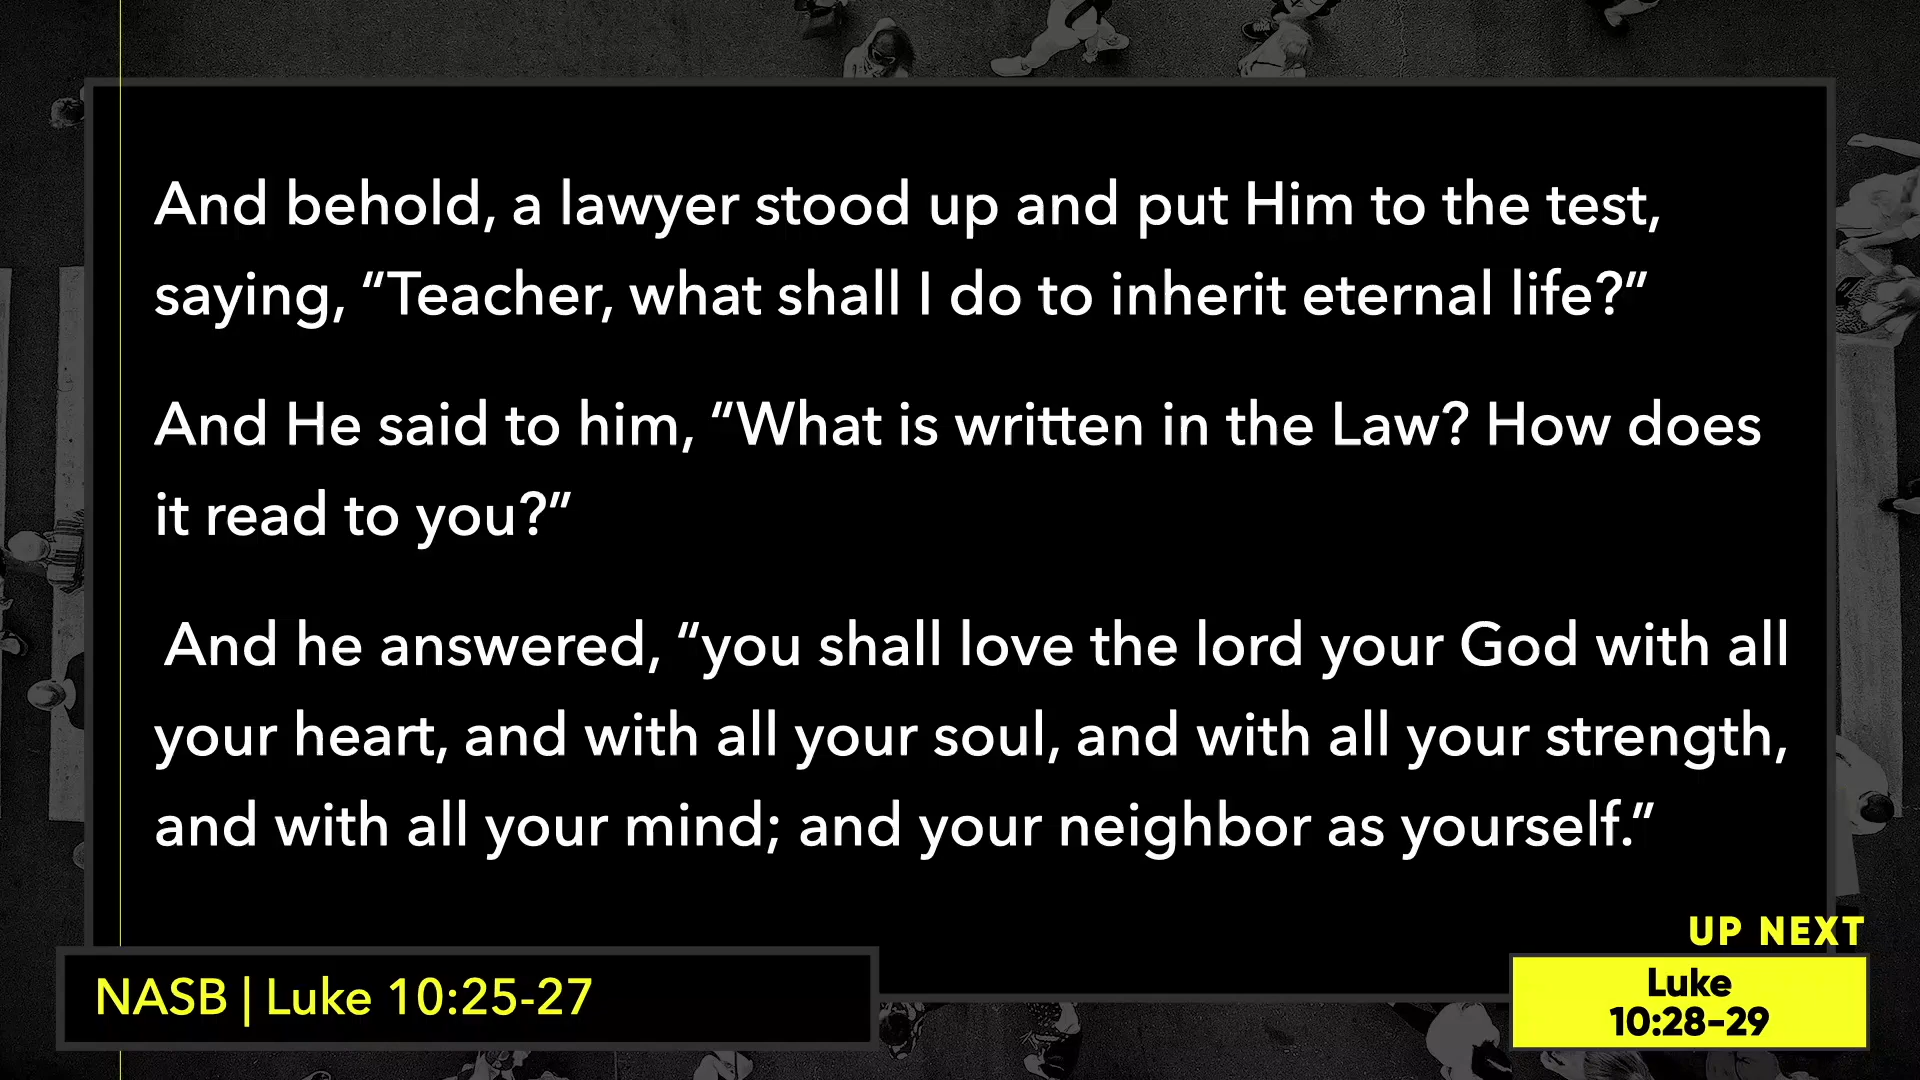 And behold, a lawyer stood up and put Him to the test,
saying, “Teacher, what shall I do to inherit eternal life?”
And He said to him, “What is written in the Law? How does
it read to you?”
And he answered, “you shall love the lord your God with all
your heart, and with all your soul, and with all your strength,
and with all your mind; and your neighbor as yourself.”
UP NEXT
NASB | Luke 10:25-27
Luke
10:28-29